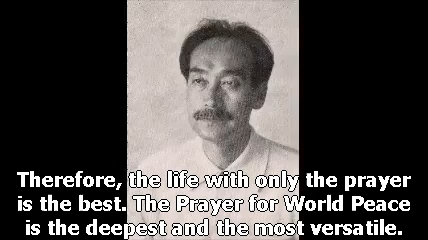 Therefore, the life with only the prayer
is the best. The Prayer for World Peace
is the deepest and the most versatile.